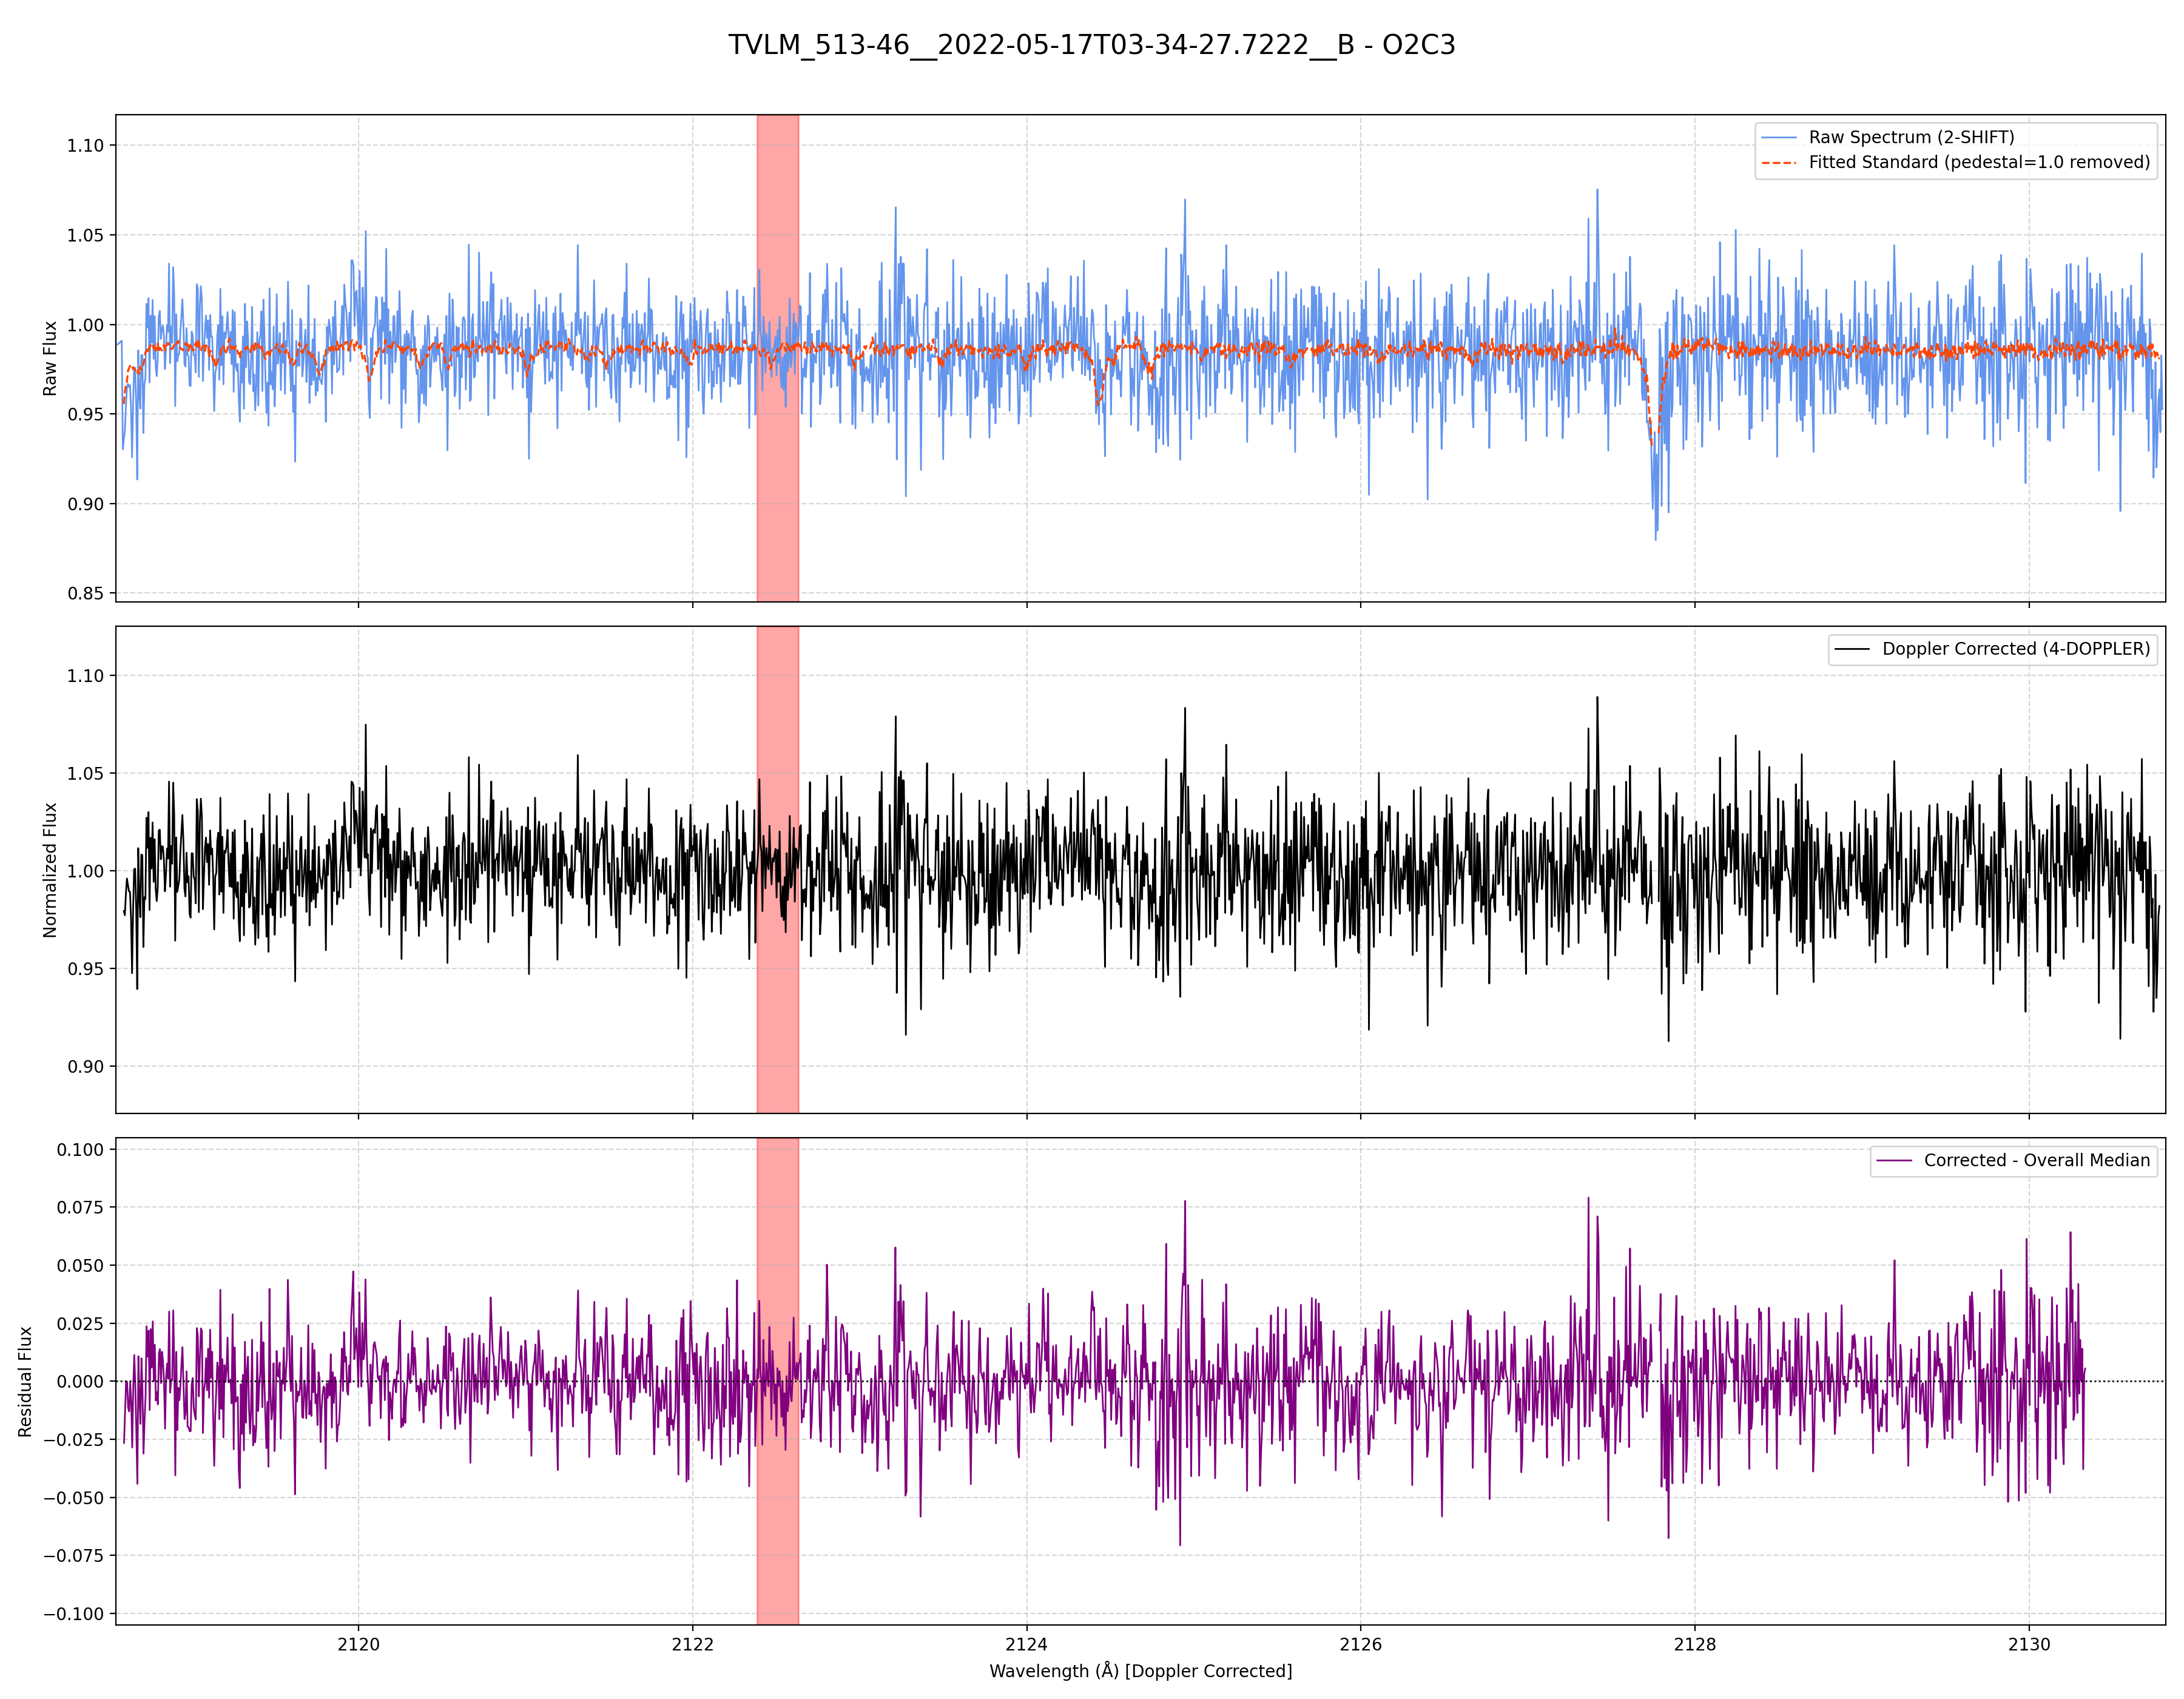 TVLM_513-46__2022-05-17T03-34-27.7222__B - O2C3
Raw Spectrum (2-SHIFT)
Fitted Standard (pedestal=1.0 removed)
Raw Flux
1.10
1.05
1.00
0.95
0.90
0.85
Doppler Corrected (4-DOPPLER)
Normalized Flux
1.10
1.05
1.00
0.95
0.90
Corrected - Overall Median
Residual Flux
0.100
0.075
0.050
0.025
0.000
−0.025
−0.050
−0.075
−0.100
2120 2122 2124 2126 2128 2130
Wavelength (Å) [Doppler Corrected]